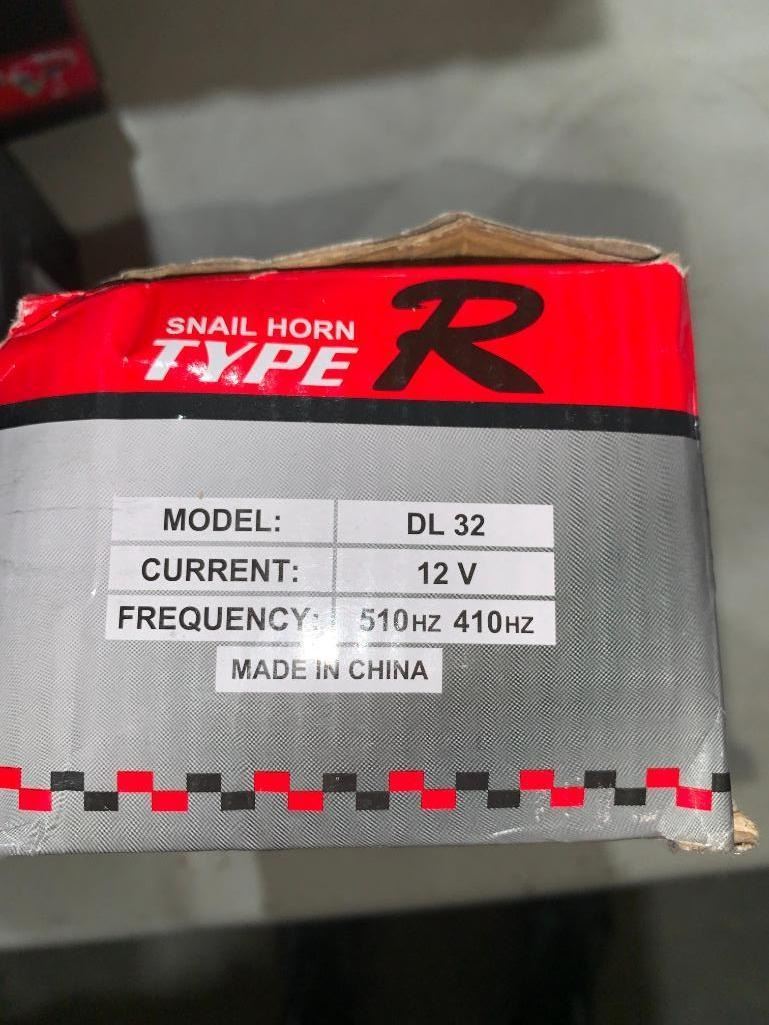 SNAIL HORN
TYPE R
MODEL: DL 32
CURRENT: 12 V
FREQUENCY: 510HZ 410HZ
MADE IN CHINA